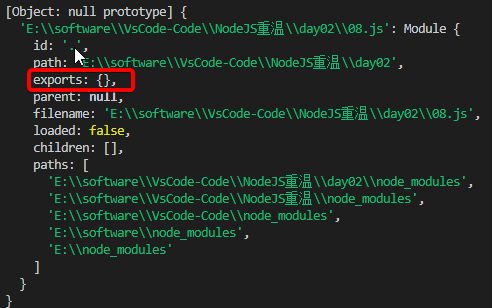 [Object: null prototype] {
'E:\\software\\VsCode-Code\\NodeJS重温\\day02\\08.js': Module {
id: '.',
path: 'E:\\software\\VsCode-Code\\NodeJS重温\\day02',
exports: {},
parent: null,
filename: 'E:\\software\\VsCode-Code\\NodeJS重温\\day02\\08.js',
loaded: false,
children: [],
paths: [
'E:\\software\\VsCode-Code\\NodeJS重温\\day02\\node_modules',
'E:\\software\\VsCode-Code\\NodeJS重温\\node_modules',
'E:\\software\\VsCode-Code\\node_modules',
'E:\\software\\node_modules',
'E:\\node_modules'
]
}
}